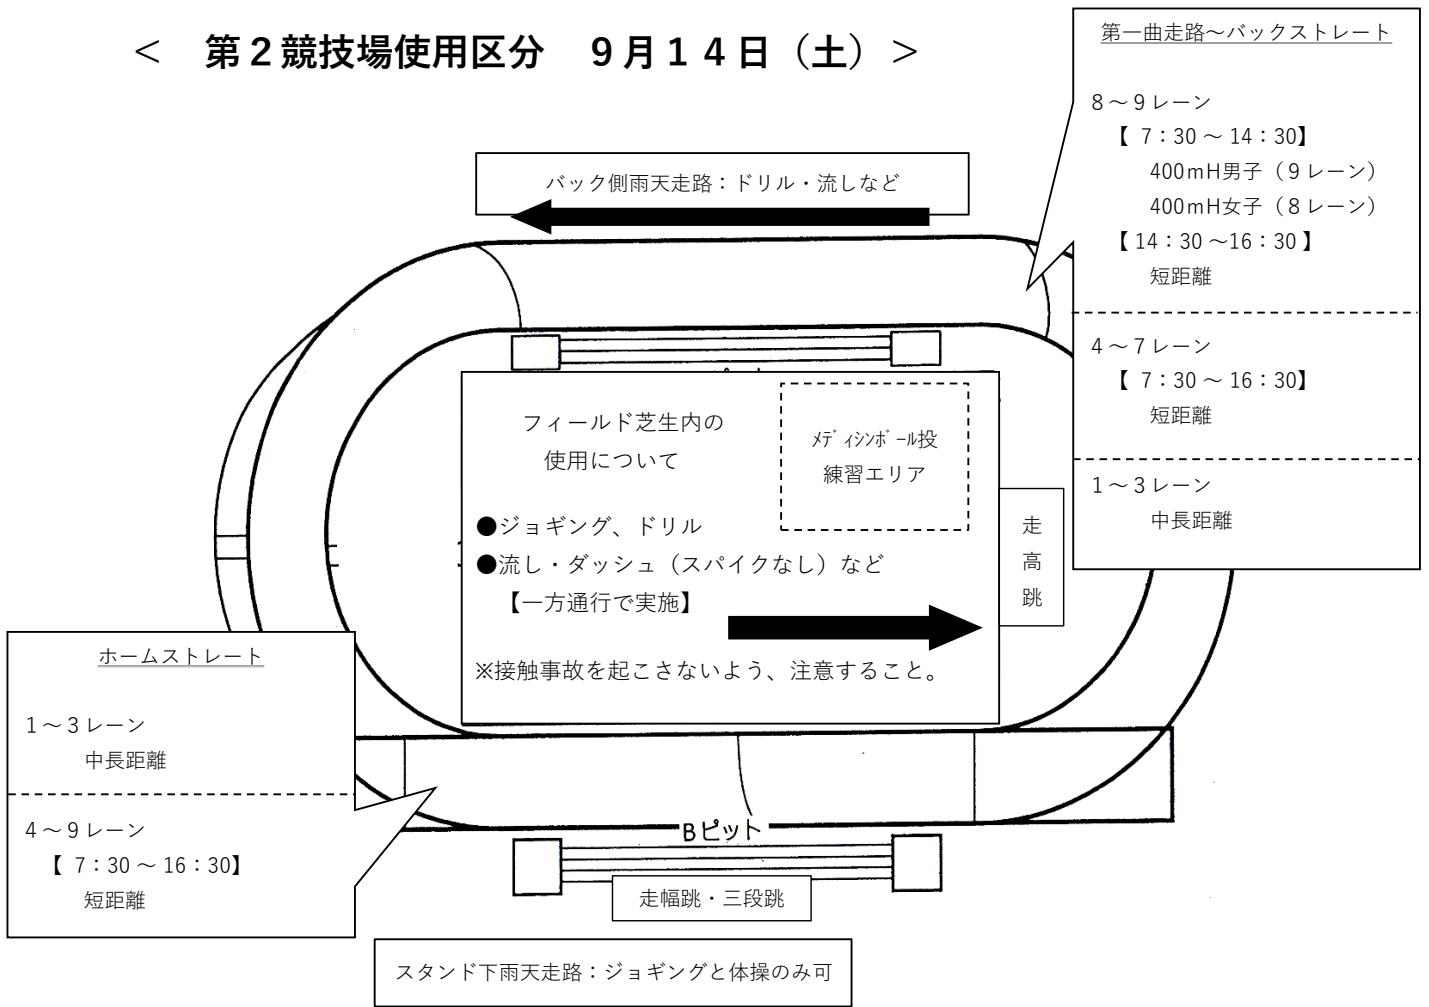 ＜　第２競技場使用区分　９月１４日（土）＞
第一曲走路～バックストレート
8～9レーン
【 7：30 ～ 14：30】
400mH男子（９レーン）
400mH女子（８レーン）
【 14：30 ～16：30 】
短距離
4～7レーン
【 7：30 ～ 16：30】
短距離
1～3レーン
中長距離
バック側雨天走路：ドリル・流しなど
フィールド芝生内の
使用について
ﾒﾃﾞｨｼﾝﾎﾞｰﾙ投
練習エリア
●ジョギング、ドリル
●流し・ダッシュ（スパイクなし）など
【一方通行で実施】
※接触事故を起こさないよう、注意すること。
走
高
跳
ホームストレート
1～3レーン
中長距離
4～9レーン
【 7：30 ～ 16：30】
短距離
Bピット
走幅跳・三段跳
スタンド下雨天走路：ジョギングと体操のみ可